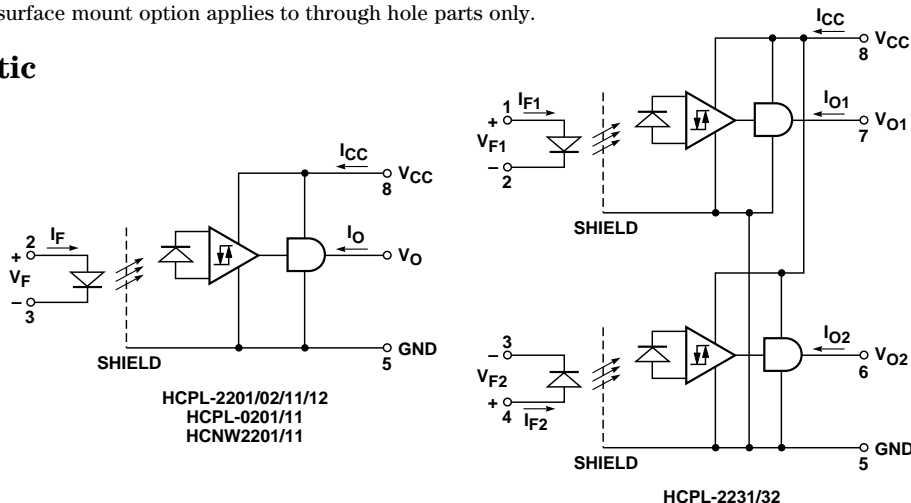 surface mount option applies to through hole parts only.
tic
ICC
8 VCC
IF
2
+
VF
–
3
SHIELD
IO
VO
GND
5
HCPL-2201/02/11/12
HCPL-0201/11
HCNW2201/11
ICC
VCC
8
1
IF1
+
VF1
–
2
SHIELD
IO1
VO1
7
3
–
VF2
+
4
IF2
SHIELD
IO2
VO2
6
GND
5
HCPL-2231/32